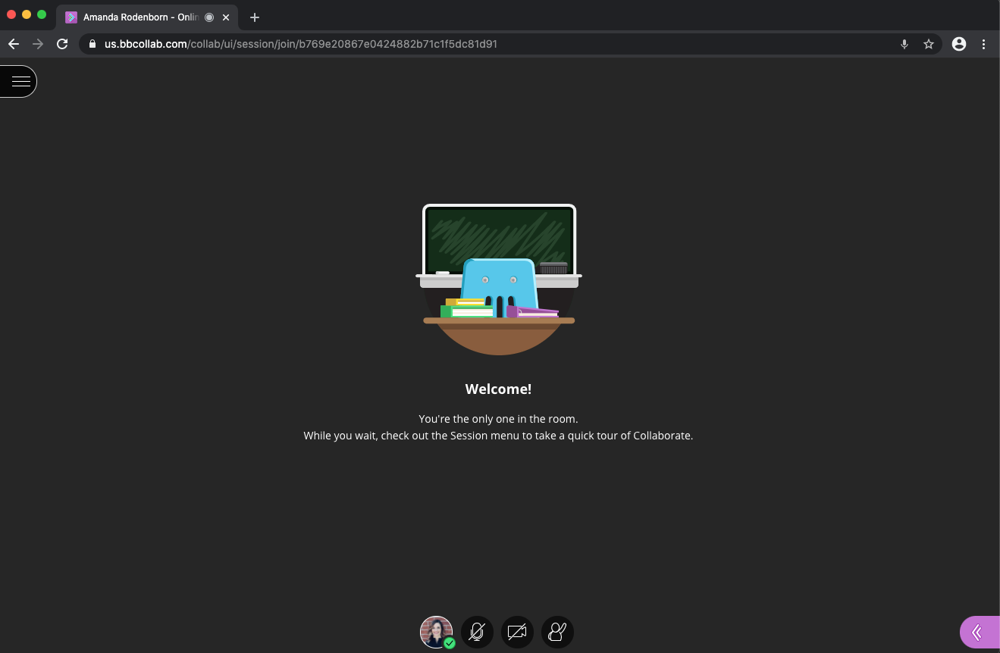 Amanda Rodenborn - Onlin
us.bbcollab.com/collab/ui/session/join/b769e20867e0424882b71c1f5dc81d91
Welcome!
You're the only one in the room.
While you wait, check out the Session menu to take a quick tour of Collaborate.